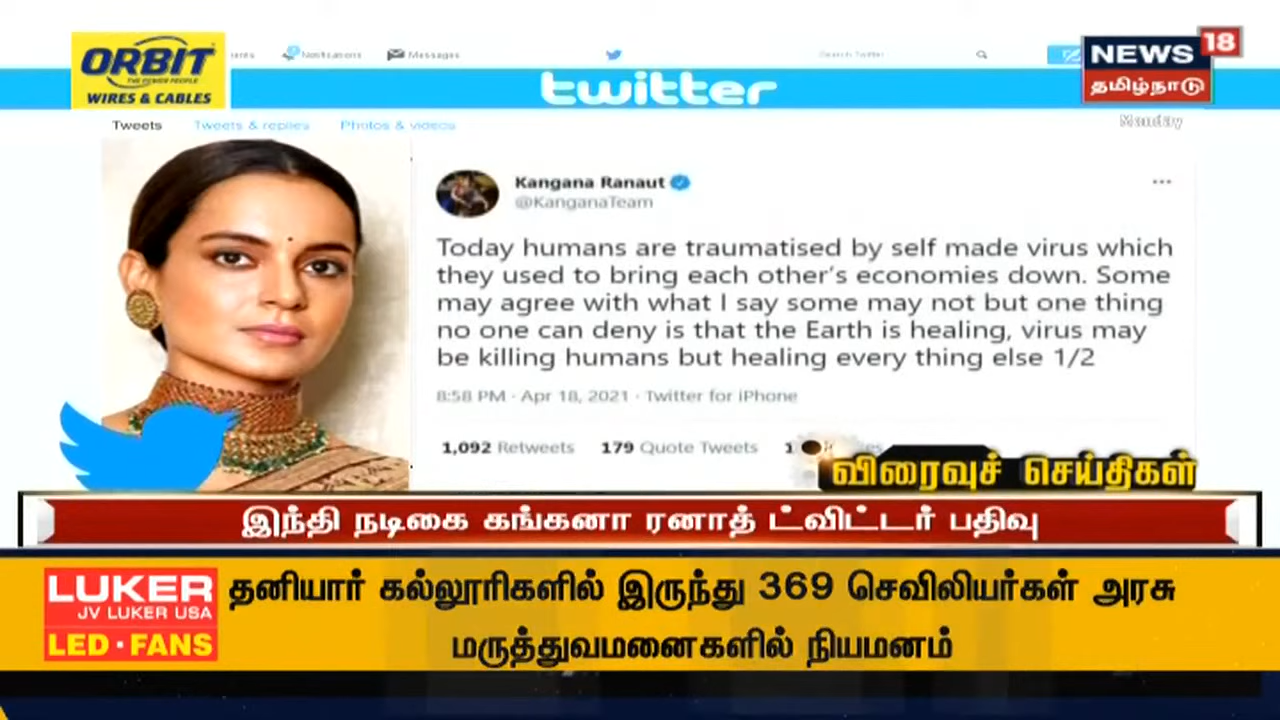 ORBIT
THE POWER PEOPLE
WIRES & CABLES
Notifications
Messages
Search Twitter
twitter
NEWS 18
தமிழ்நாடு
Monday
Tweets
Tweets & replies
Photos & videos
Kangana Ranaut
@KanganaTeam
Today humans are traumatised by self made virus which
they used to bring each other's economies down. Some
may agree with what I say some may not but one thing
no one can deny is that the Earth is healing, virus may
be killing humans but healing every thing else 1/2
8:58 PM · Apr 18, 2021 · Twitter for iPhone
1,092 Retweets 179 Quote Tweets
விரைவுச் செய்திகள்
இந்தி நடிகை கங்கனா ரனாத் ட்விட்டர் பதிவு
LUKER
JV LUKER USA
LED · FANS
தனியார் கல்லூரிகளில் இருந்து 369 செவிலியர்கள் அரசு
மருத்துவமனைகளில் நியமனம்